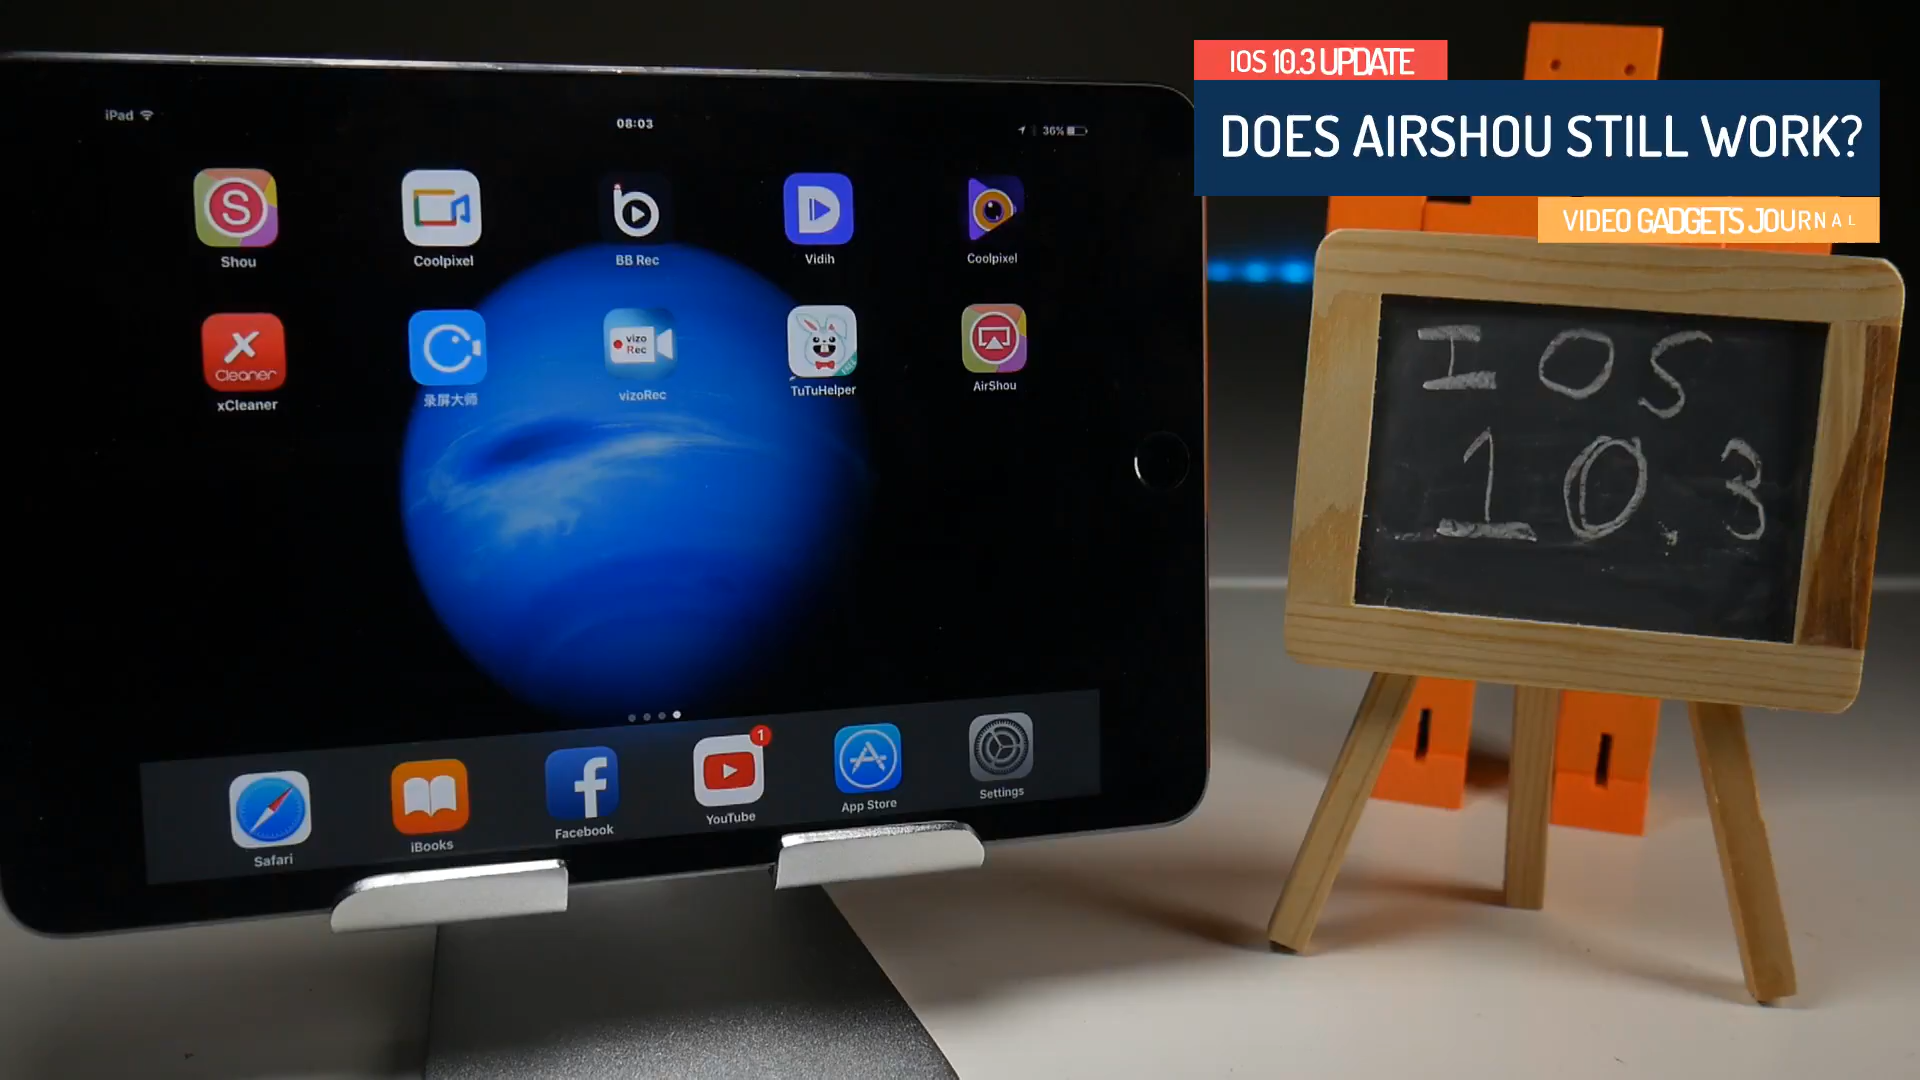 IOS 10.3 UPDATE
DOES AIRSHOU STILL WORK?
VIDEO GADGETS JOURNAL
iPad
08:03
36%
Shou
Coolpixel
BB Rec
Vidih
Coolpixel
Cleaner
vizo
Rec
xCleaner
录屏大师
vizoRec
TuTuHelper
AirShou
IOS
10.3
1
Safari
iBooks
Facebook
YouTube
App Store
Settings